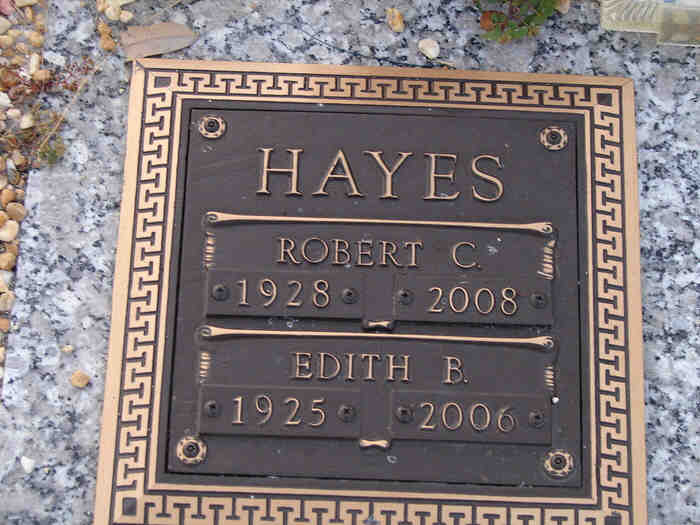 HAYES
ROBERT C.
1928 2008
EDITH B.
1925 2006